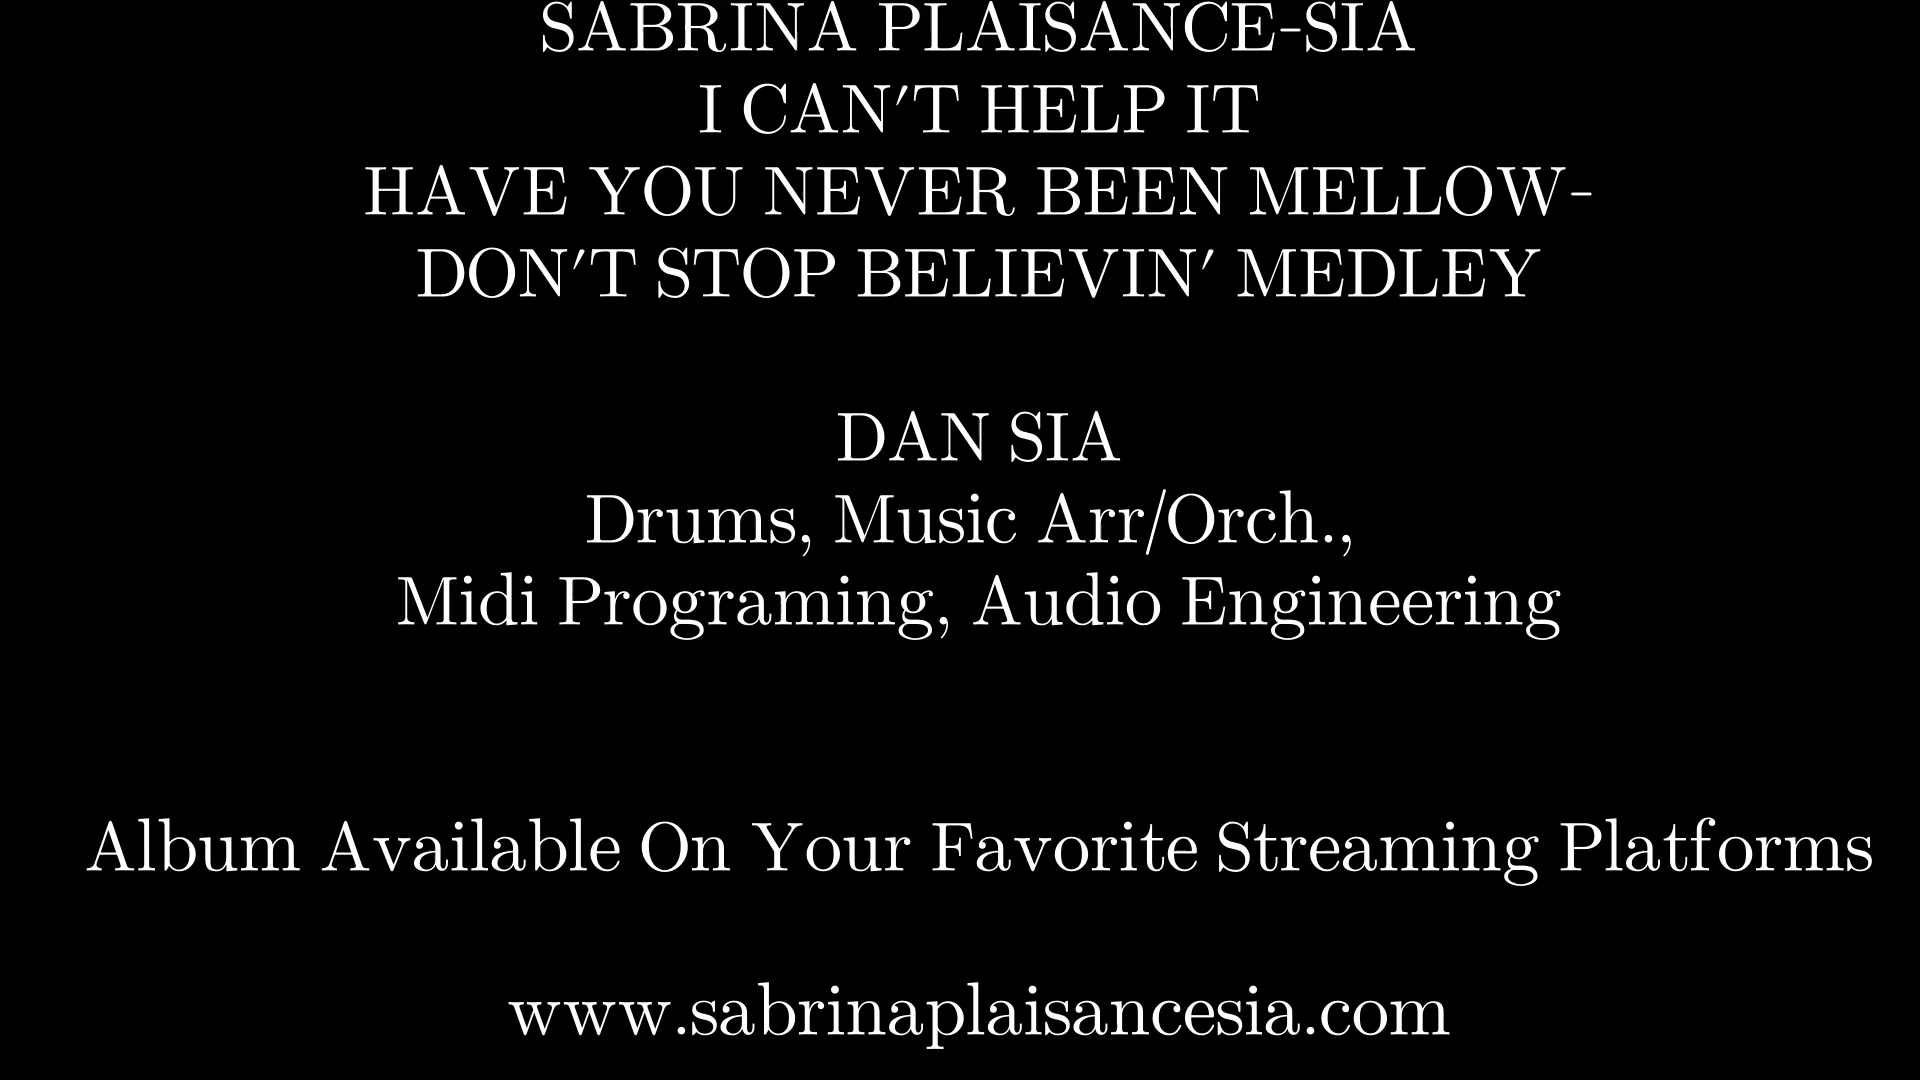 SABRINA PLAISANCE-SIA
I CAN'T HELP IT
HAVE YOU NEVER BEEN MELLOW-
DON'T STOP BELIEVIN' MEDLEY
DAN SIA
Drums, Music Arr/Orch.,
Midi Programing, Audio Engineering
Album Available On Your Favorite Streaming Platforms
www.sabrinaplaisancesia.com